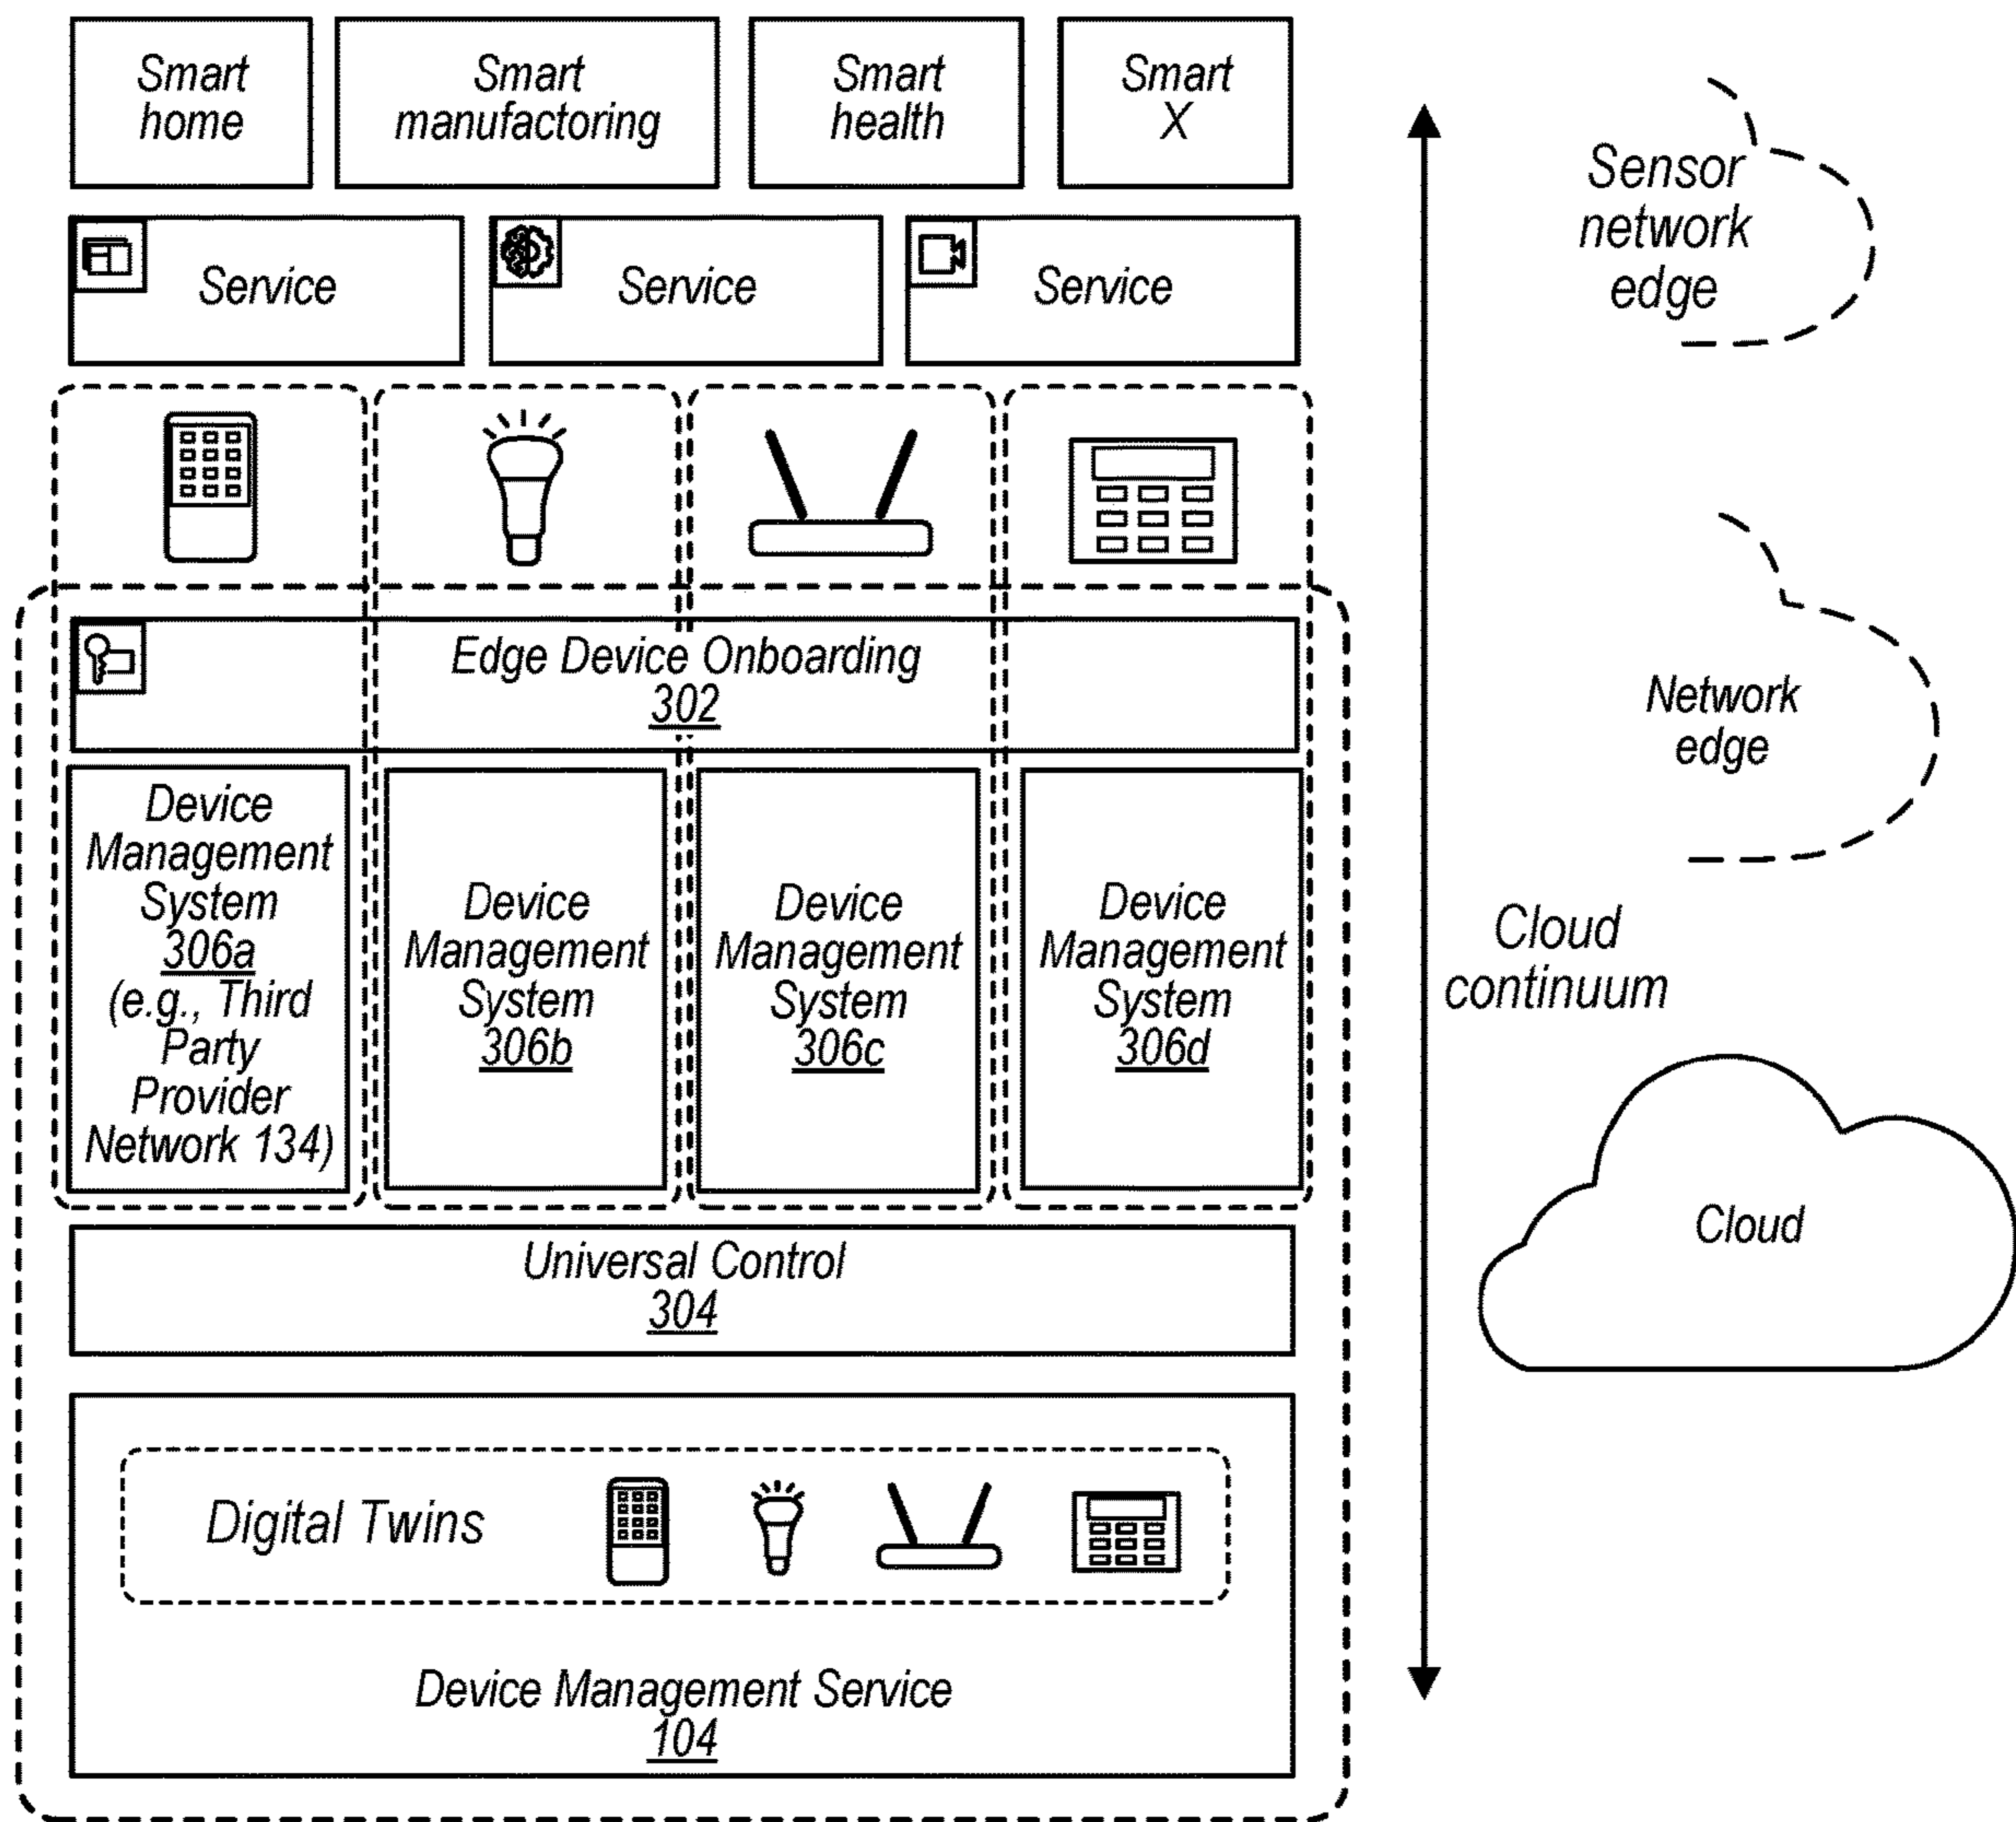 Smart
home
Smart
manufactoring
Smart
health
Smart
X
Service
Service
Service
Edge Device Onboarding
302
Device
Management
System
306a
(e.g., Third
Party
Provider
Network 134)
Device
Management
System
306b
Device
Management
System
306c
Device
Management
System
306d
Universal Control
304
Digital Twins
Device Management Service
104
Sensor
network
edge
Network
edge
Cloud
continuum
Cloud